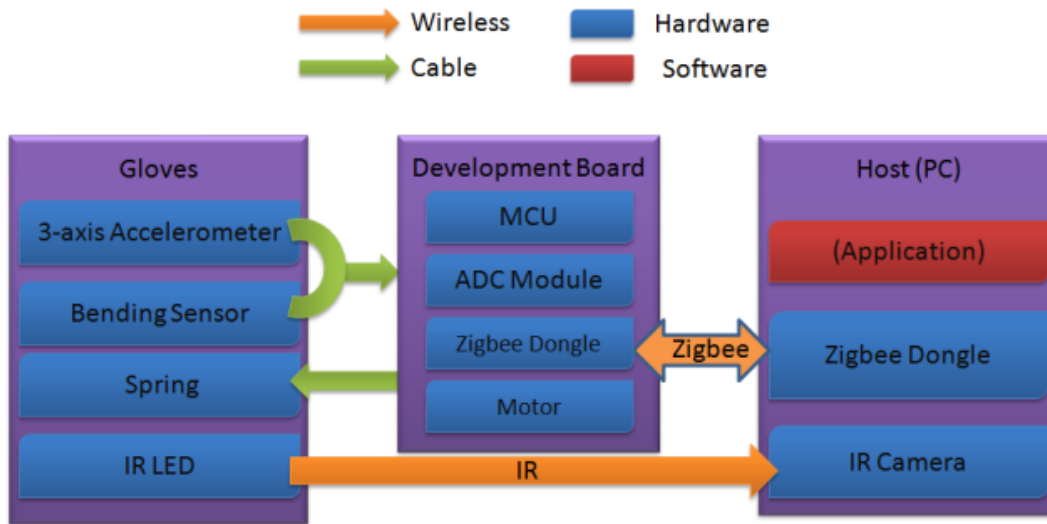 Wireless
Hardware
Cable
Software
Gloves
3-axis Accelerometer
Bending Sensor
Spring
IR LED
Development Board
MCU
ADC Module
Zigbee Dongle
Motor
Zigbee
IR
Host (PC)
(Application)
Zigbee Dongle
IR Camera